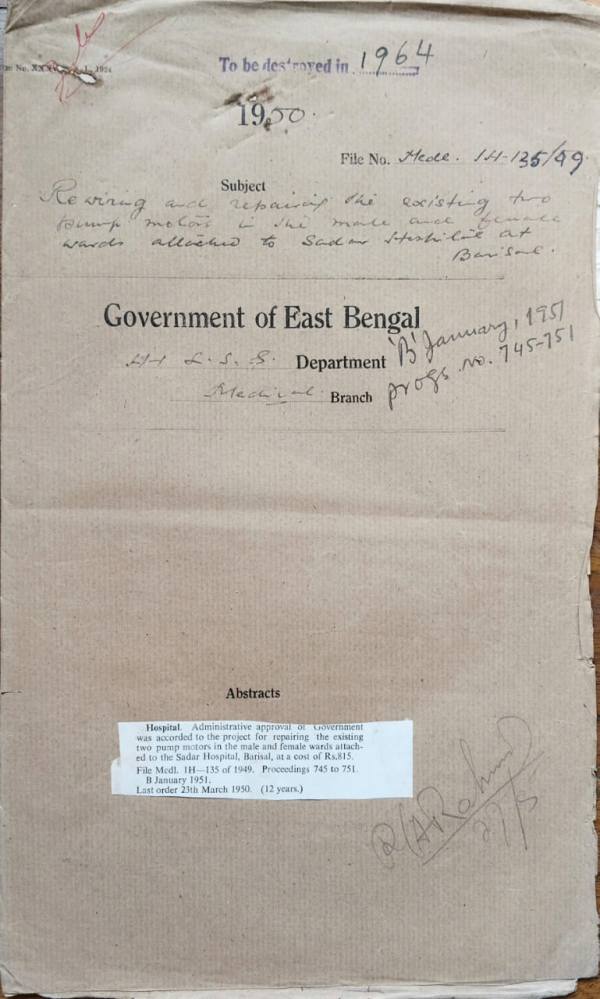 To be destroyed in 1964
1950.
File No. Medl. 1H-135/49.
Subject
Rewiring and repairing the existing two
pump motors in the male and female
wards attached to Sadar Hospital at
Barisal.
Government of East Bengal
H L.S.G. Department
Medical Branch
'B' January, 1951
progs. no. 745-751
Abstracts
Hospital. Administrative approval of Government
was accorded to the project for repairing the existing
two pump motors in the male and female wards attach-
ed to the Sadar Hospital, Barisal, at a cost of Rs.815.
File Medl. 1H—135 of 1949. Proceedings 745 to 751.
B January 1951.
Last order 23th March 1950. (12 years.)
Rahman
27/5